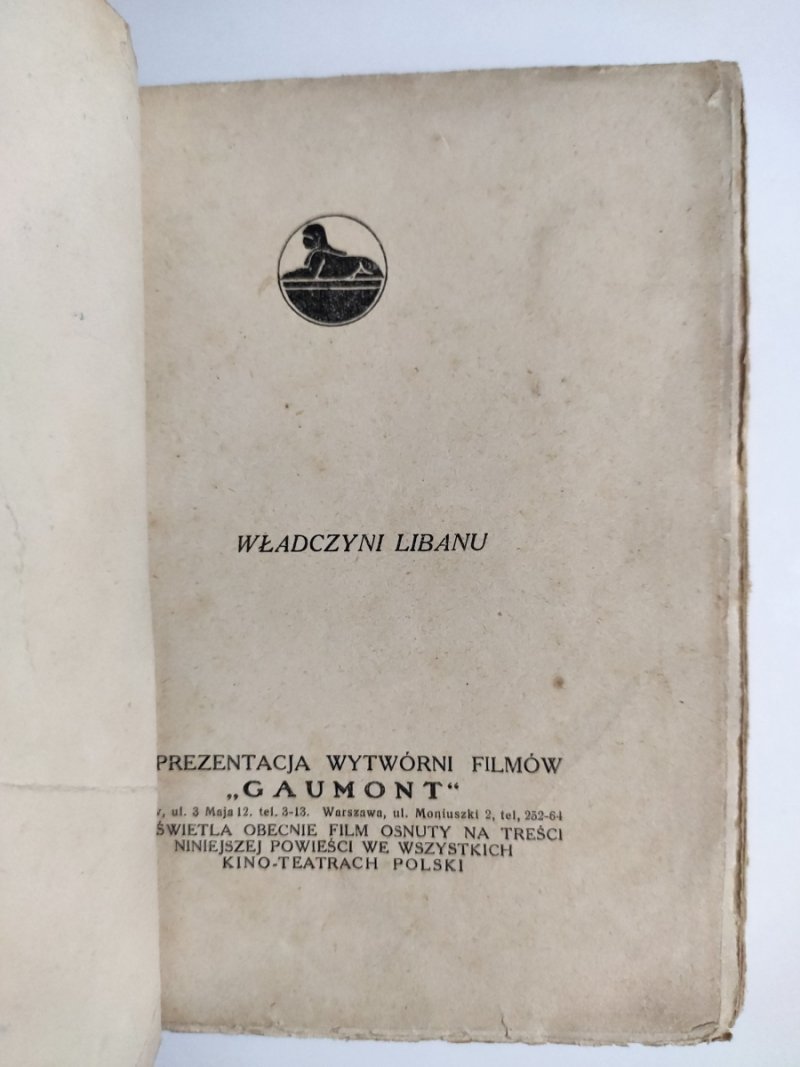 WŁADCZYNI LIBANU
PREZENTACJA WYTWÓRNI FILMÓW
„GAUMONT“
ul. 3 Maja 12. tel. 3-13. Warszawa, ul. Moniuszki 2, tel, 252-64
ŚWIETLA OBECNIE FILM OSNUTY NA TREŚCI
NINIEJSZEJ POWIEŚCI WE WSZYSTKICH
KINO-TEATRACH POLSKI